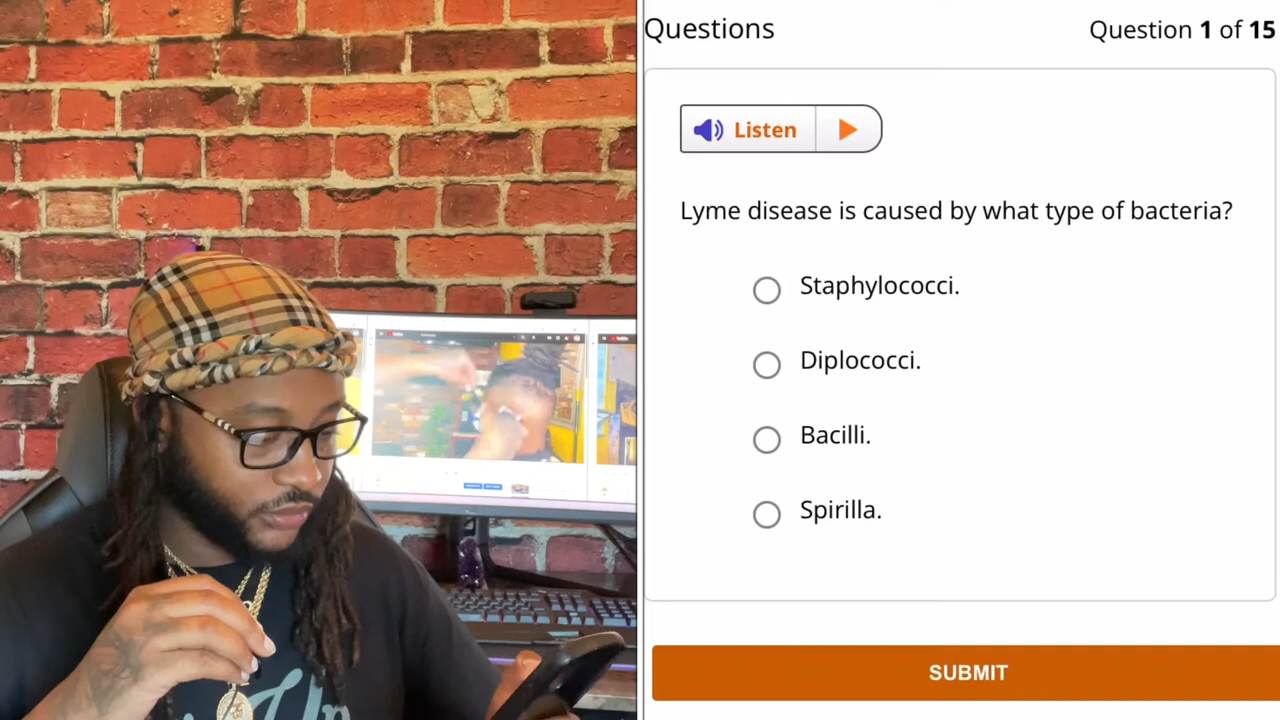 Questions
Question 1 of 15
Listen
Lyme disease is caused by what type of bacteria?
Staphylococci.
Diplococci.
Bacilli.
Spirilla.
SUBMIT